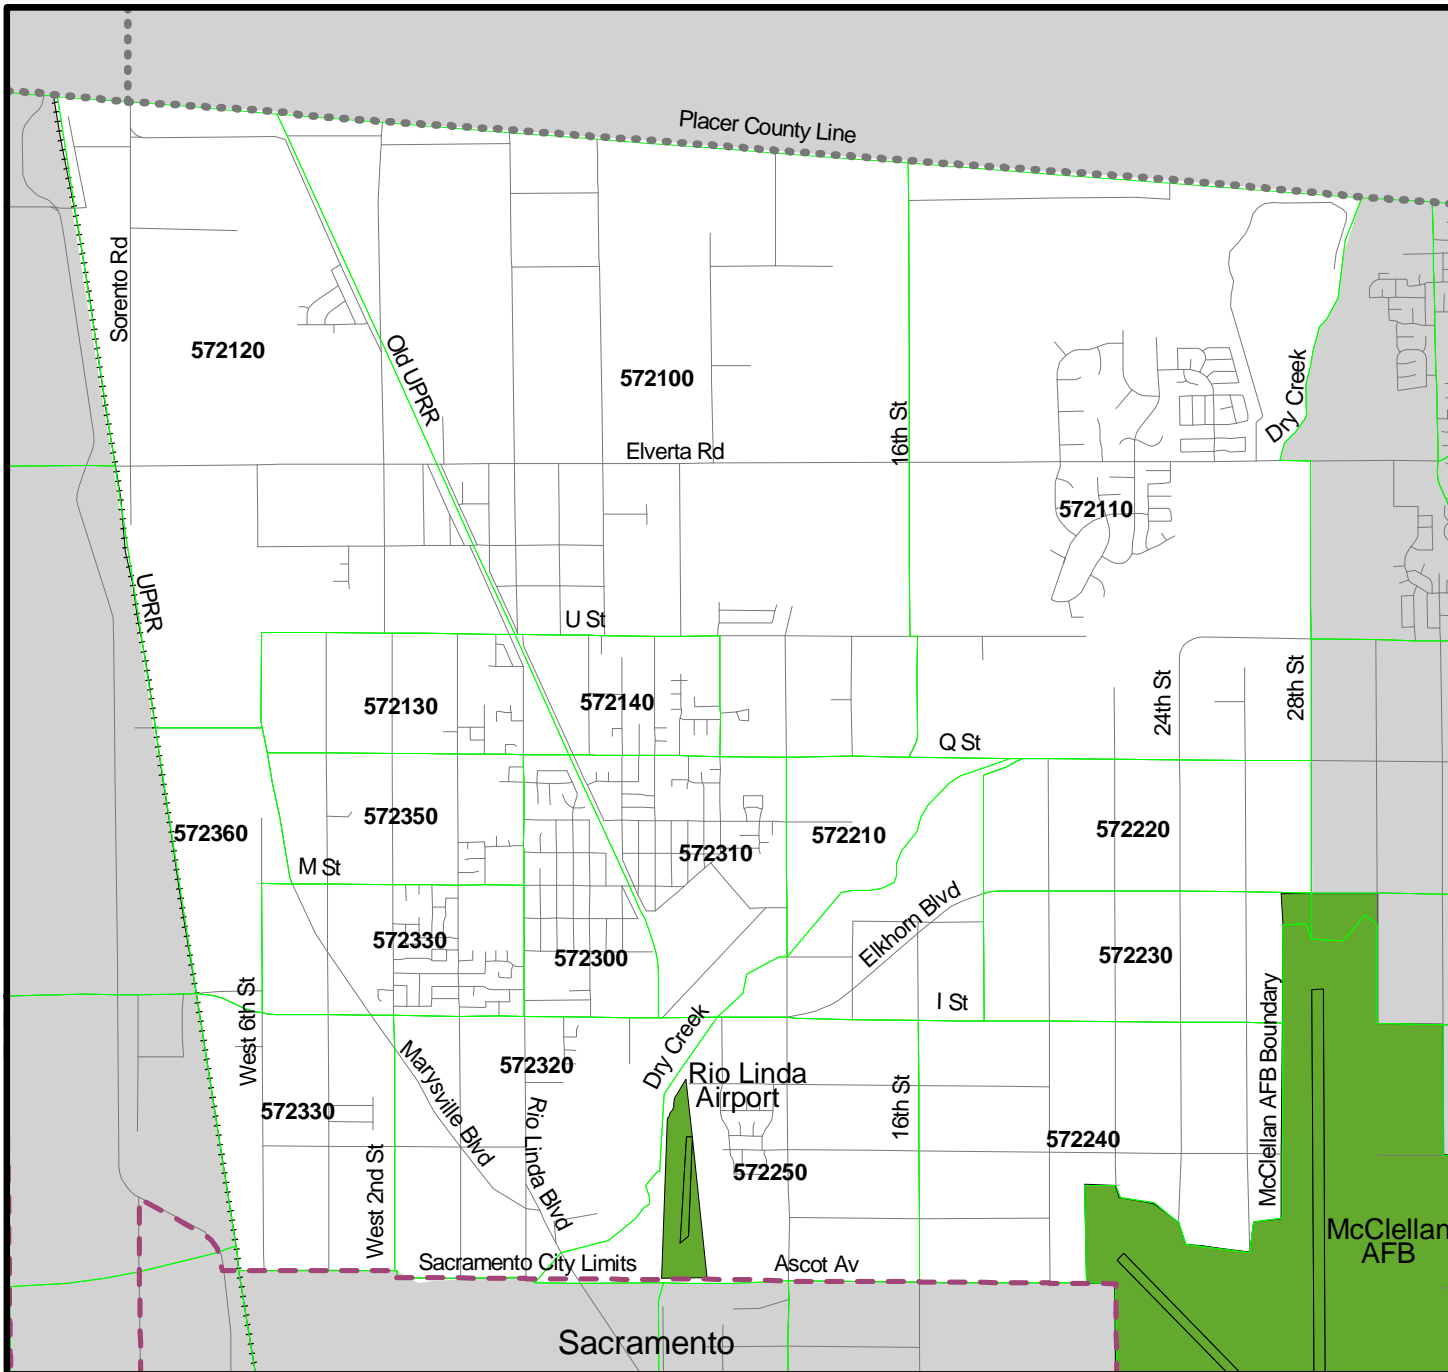 Placer County Line
Sorento Rd
572120
Old UPRR
572100
16th St
Dry Creek
Elverta Rd
572110
UPRR
U St
572130
572140
24th St
28th St
Q St
572360
572350
572310
572210
572220
M St
Elkhorn Blvd
572330
572300
572230
I St
West 6th St
McClellan AFB Boundary
Dry Creek
Marysville Blvd
572320
Rio Linda
Airport
572330
Rio Linda Blvd
16th St
572240
West 2nd St
572250
McClellan
AFB
Sacramento City Limits
Ascot Av
Sacramento